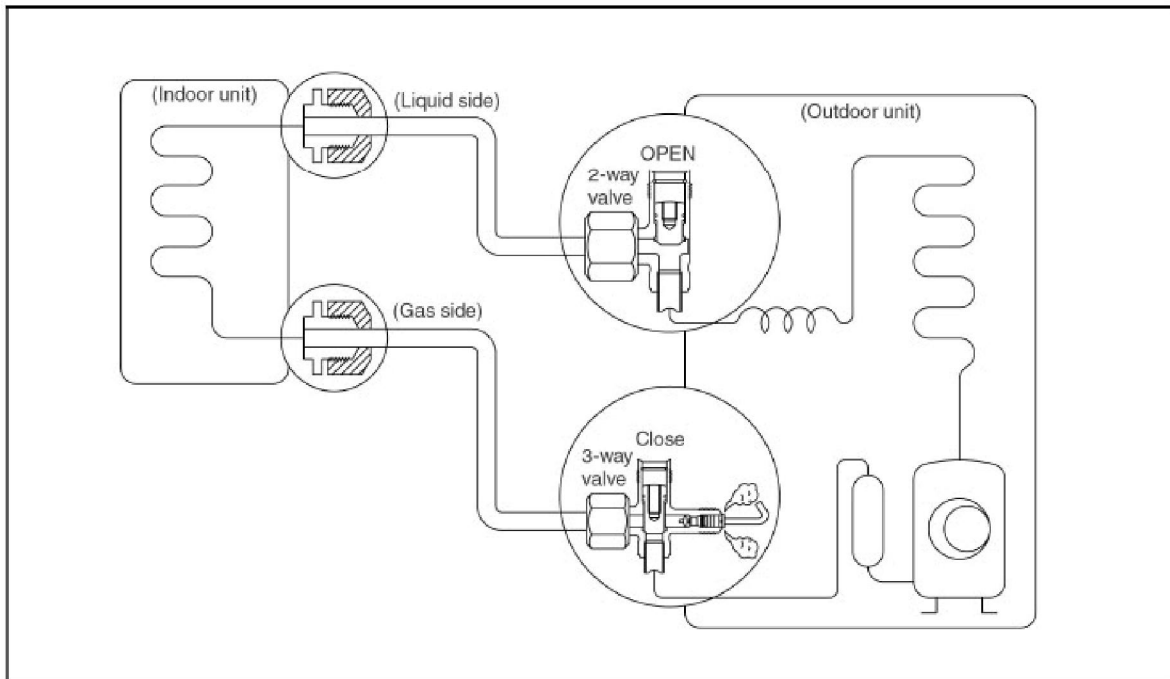 (Indoor unit)
(Liquid side)
(Outdoor unit)
OPEN
2-way
valve
(Gas side)
Close
3-way
valve